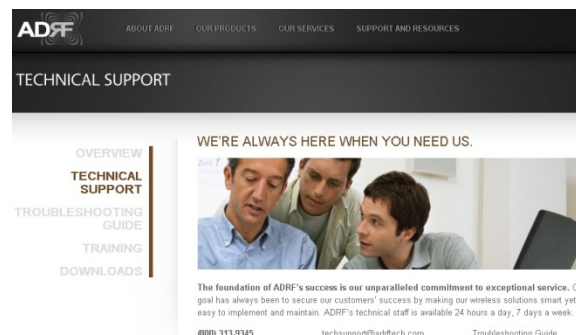 ADRF
ABOUT ADRF OUR PRODUCTS OUR SERVICES SUPPORT AND RESOURCES
TECHNICAL SUPPORT
OVERVIEW
TECHNICAL
SUPPORT
TROUBLESHOOTING
GUIDE
TRAINING
DOWNLOADS
WE'RE ALWAYS HERE WHEN YOU NEED US.
The foundation of ADRF's success is our unparalleled commitment to exceptional service.
goal has always been to secure our customers' success by making our wireless solutions smart yet
easy to implement and maintain. ADRF's technical staff is available 24 hours a day, 7 days a week.
(800) 313-9345 techsupport@adrftech.com Troubleshooting Guide